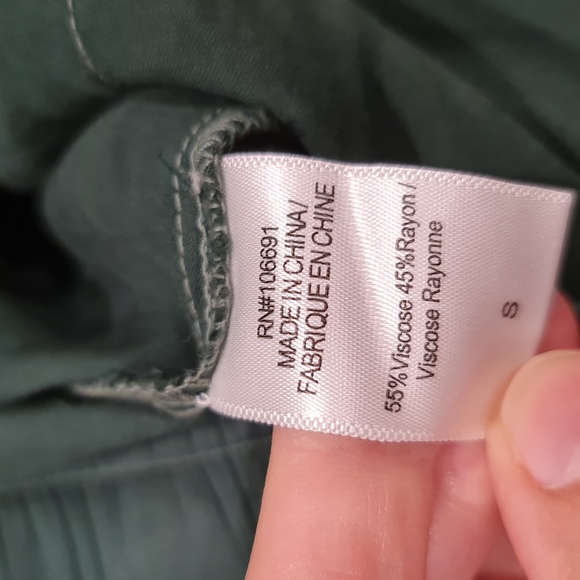 RN#106691
MADE IN CHINA/
FABRIQUE EN CHINE
55%Viscose 45%Rayon /
Viscose Rayonne
S